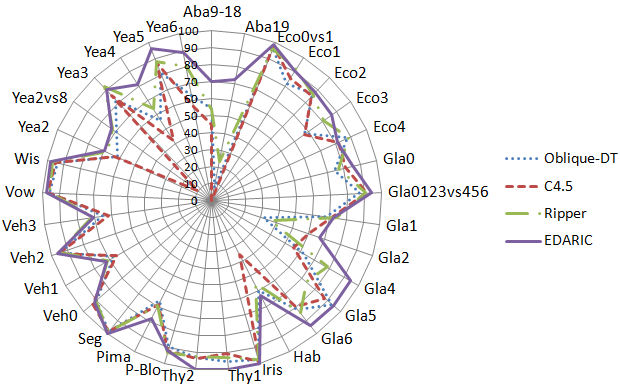 Aba9-18
Aba19
Eco0vs1
Eco1
Eco2
Eco3
Eco4
Gla0
Gla0123vs456
Gla1
Gla2
Gla4
Gla5
Gla6
Hab
Iris
Thy1
Thy2
P-Blo
Pima
Seg
Veh0
Veh1
Veh2
Veh3
Vow
Wis
Yea2
Yea2vs8
Yea3
Yea4
Yea5
Yea6
100
90
80
70
60
50
40
30
20
10
0
Oblique-DT
C4.5
Ripper
EDARIC